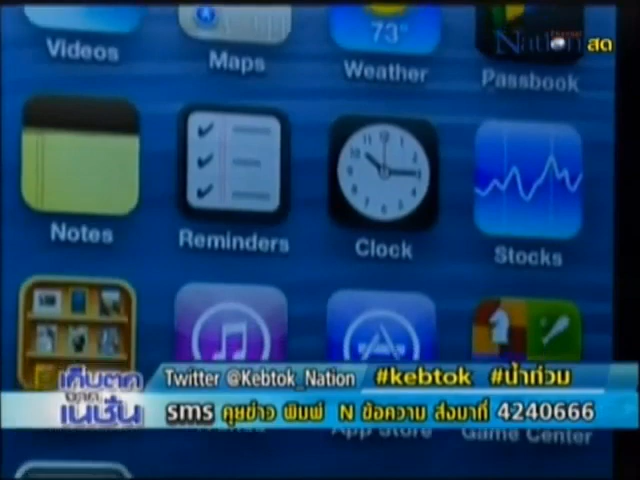 73°
Nation สด
Videos
Maps
Weather
Passbook
Notes
Reminders
Clock
Stocks
เก็บตก
จาก
เนชั่น
Twitter @Kebtok_Nation
#kebtok #น้ำท่วม
sms คุยข่าว พิมพ์ N ข้อความ ส่งมาที่ 4240666
App Store
Game Center